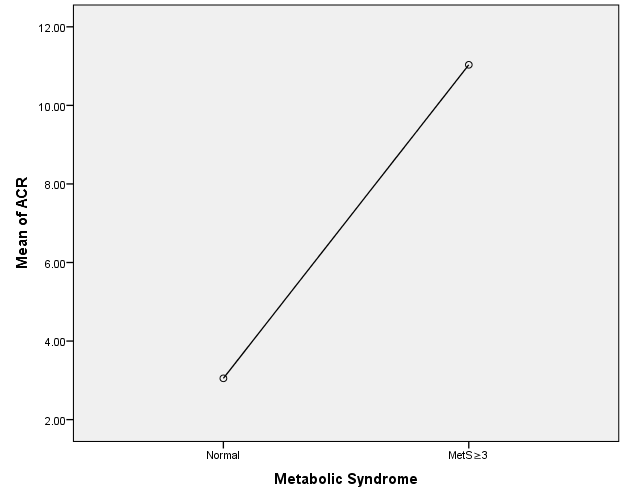 12.00
10.00
8.00
6.00
4.00
2.00
Mean of ACR
Normal
MetS≥3
Metabolic Syndrome